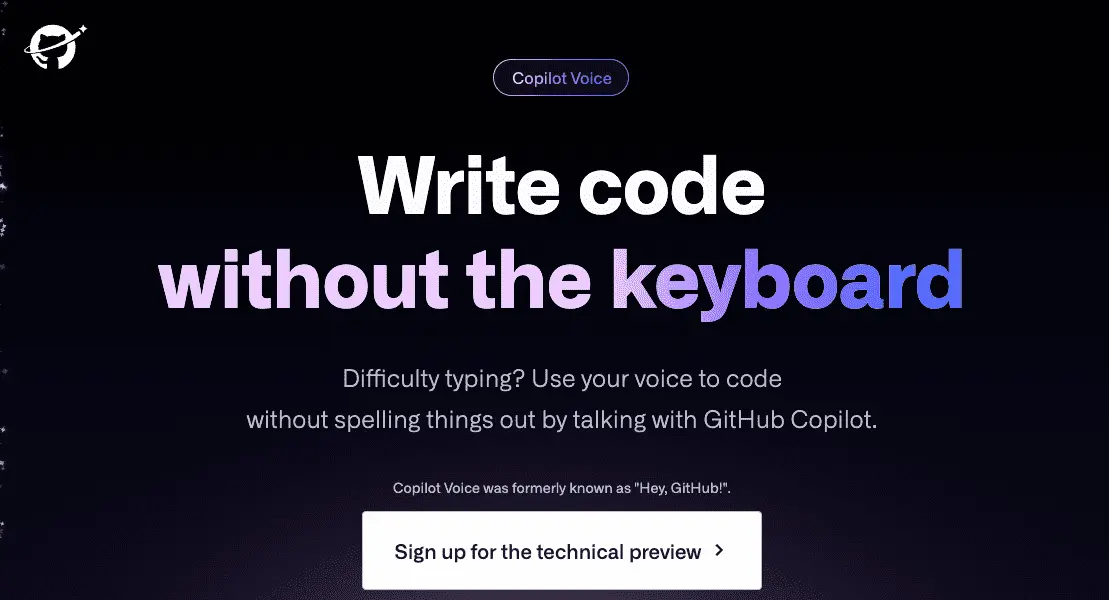 Copilot Voice
Write code
without the keyboard
Difficulty typing? Use your voice to code
without spelling things out by talking with GitHub Copilot.
Copilot Voice was formerly known as "Hey, GitHub!".
Sign up for the technical preview